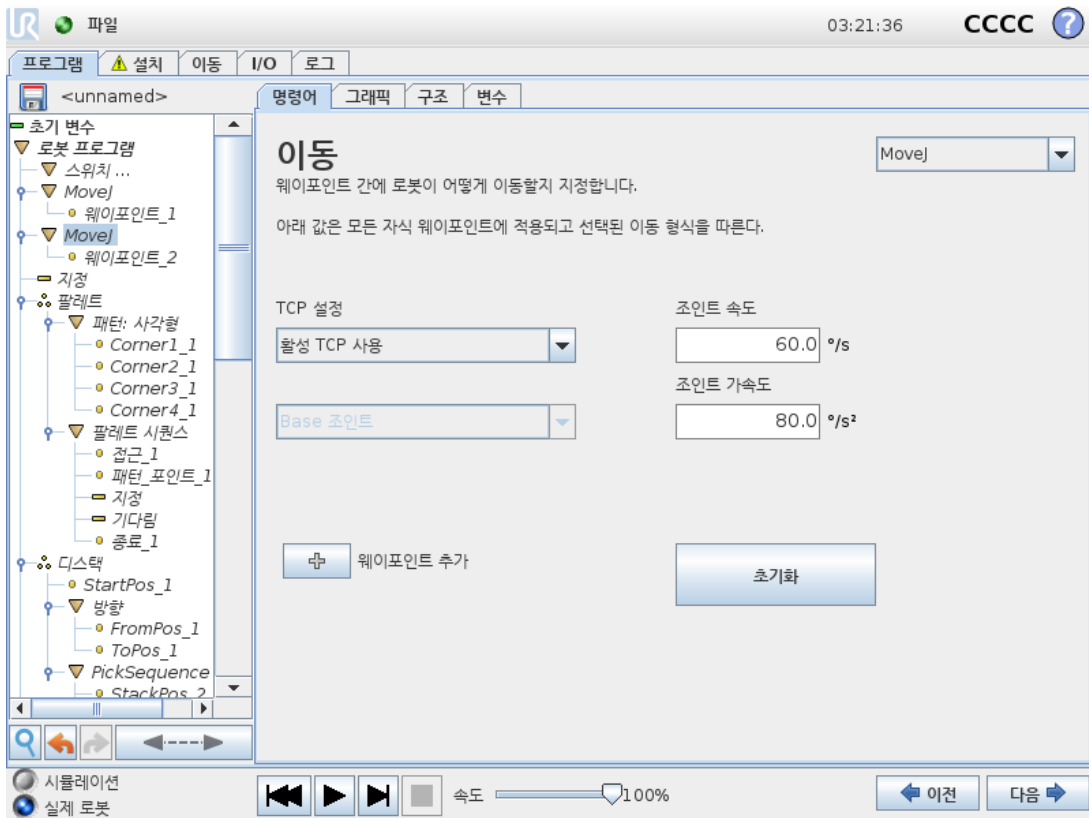 UR 파일 03:21:36 CCCC ?
프로그램 설치 이동 I/O 로그
<unnamed>
명령어 그래픽 구조 변수
초기 변수
로봇 프로그램
스위치 ...
MoveJ
웨이포인트_1
MoveJ
웨이포인트_2
지정
팔레트
패턴: 사각형
Corner1_1
Corner2_1
Corner3_1
Corner4_1
팔레트 시퀀스
접근_1
패턴_포인트_1
지정
기다림
종료_1
디스택
StartPos_1
방향
FromPos_1
ToPos_1
PickSequence
StackPos_2
이동
MoveJ
웨이포인트 간에 로봇이 어떻게 이동할지 지정합니다.
아래 값은 모든 자식 웨이포인트에 적용되고 선택된 이동 형식을 따른다.
TCP 설정
조인트 속도
활성 TCP 사용
60.0 °/s
조인트 가속도
Base 조인트
80.0 °/s²
웨이포인트 추가
초기화
시뮬레이션
실제 로봇
속도 100%
이전
다음